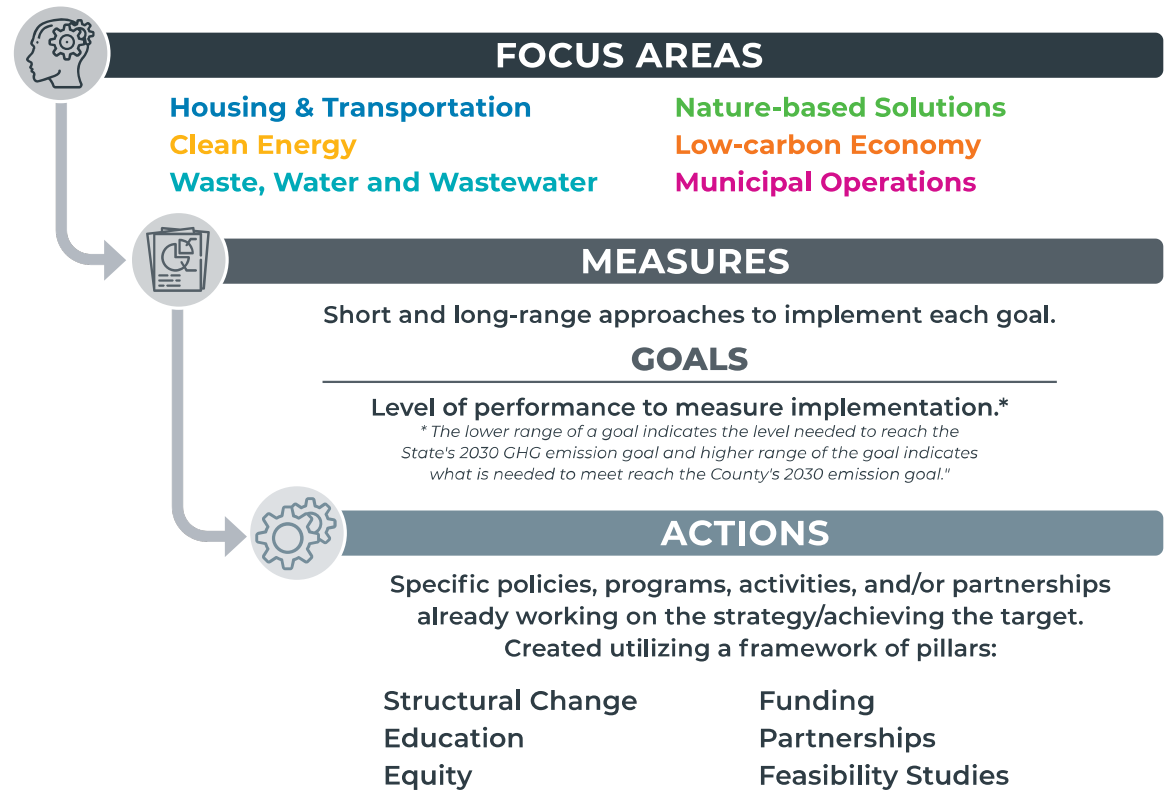 FOCUS AREAS
Housing & Transportation
Clean Energy
Waste, Water and Wastewater
Nature-based Solutions
Low-carbon Economy
Municipal Operations
MEASURES
Short and long-range approaches to implement each goal.
GOALS
Level of performance to measure implementation.*
* The lower range of a goal indicates the level needed to reach the
State's 2030 GHG emission goal and higher range of the goal indicates
what is needed to meet reach the County's 2030 emission goal."
ACTIONS
Specific policies, programs, activities, and/or partnerships
already working on the strategy/achieving the target.
Created utilizing a framework of pillars:
Structural Change
Education
Equity
Funding
Partnerships
Feasibility Studies